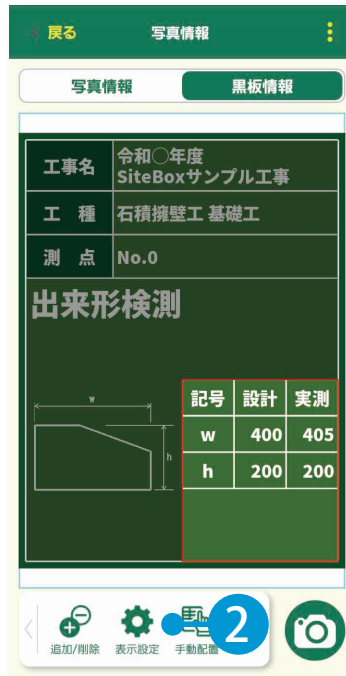 戻る 写真情報
写真情報 黒板情報
工事名 令和○年度
SiteBoxサンプル工事
工 種 石積擁壁工 基礎工
測 点 No.0
出来形検測
記号 設計 実測
w 400 405
h 200 200
w
h
2
追加/削除 表示設定 手動配置